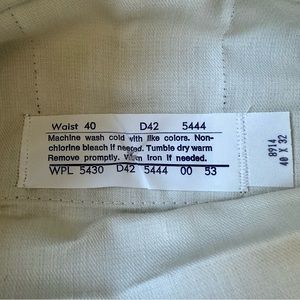 Waist 40 D42 5444
Machine wash cold with like colors. Non-
chlorine bleach if needed. Tumble dry warm
Remove promptly. Warm Iron if needed.
WPL 5430 D42 5444 00 53
8914
40 X 32